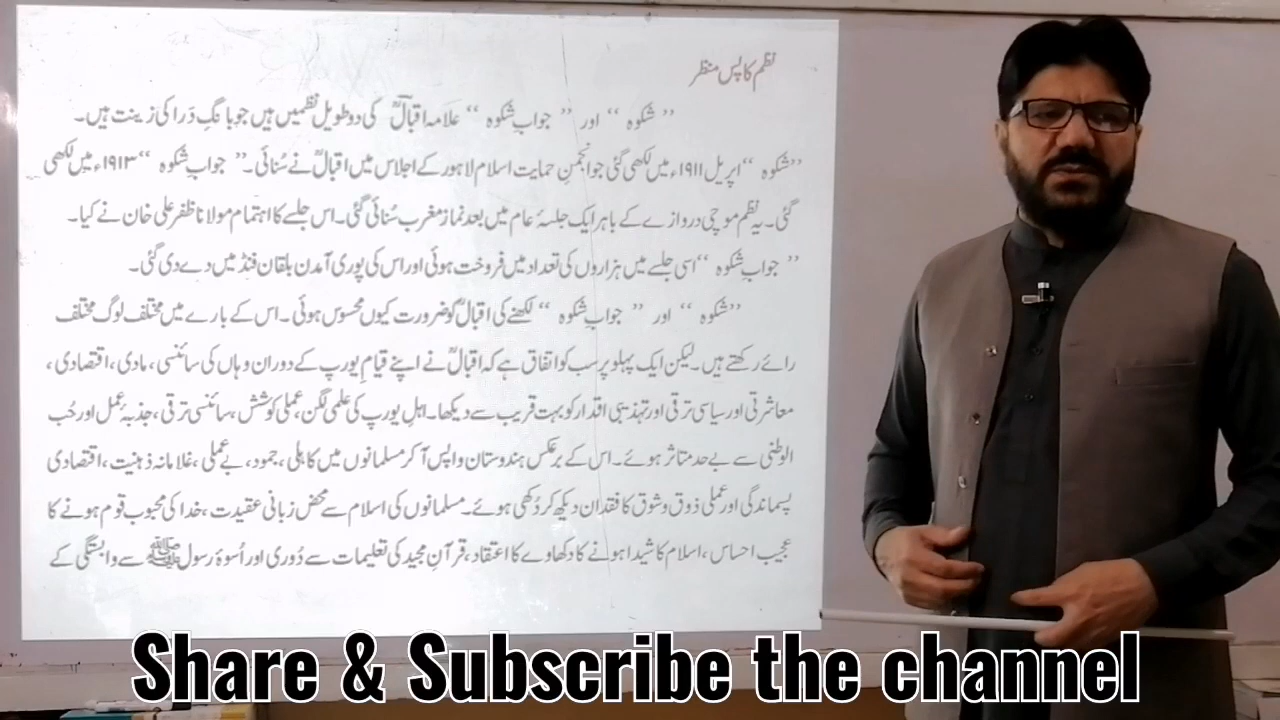 نظم کا پس منظر
’’ شکوہ ‘‘ اور ’’ جوابِ شکوہ ‘‘ علامہ اقبالؒ کی دو طویل نظمیں ہیں جو بانگِ دَرا کی زینت ہیں۔
’’شکوہ ‘‘ اپریل ۱۹۱۱ء میں لکھی گئی جو انجمنِ حمایت اسلام لاہور کے اجلاس میں اقبالؒ نے سُنائی۔ ’’ جوابِ شکوہ ‘‘ ۱۹۱۳ء میں لکھی
گئی۔ یہ نظم موچی دروازے کے باہر ایک جلسۂ عام میں بعد نماز مغرب سُنائی گئی۔ اس جلسے کا اہتمام مولانا ظفر علی خان نے کیا۔
’’ جوابِ شکوہ ‘‘ اسی جلسے میں ہزاروں کی تعداد میں فروخت ہوئی اور اس کی پوری آمدن بلقان فنڈ میں دے دی گئی۔
’’شکوہ ‘‘ اور ’’ جوابِ شکوہ ‘‘ لکھنے کی اقبالؒ کو ضرورت کیوں محسوس ہوئی۔ اس کے بارے میں مختلف لوگ مختلف
رائے رکھتے ہیں۔ لیکن ایک پہلو پر سب کو اتفاق ہے کہ اقبالؒ نے اپنے قیامِ یورپ کے دوران وہاں کی سائنسی، مادی، اقتصادی،
معاشرتی اور سیاسی ترقی اور تہذیبی اقدار کو بہت قریب سے دیکھا۔ اہلِ یورپ کی علمی لگن، عملی کوشش، سائنسی ترقی، جذبۂ عمل اور حُب
الوطنی سے بے حد متاثر ہوئے۔ اس کے برعکس ہندوستان واپس آ کر مسلمانوں میں کاہلی، جمود، بے عملی، غلامانہ ذہنیت، اقتصادی
پسماندگی اور عملی ذوق و شوق کا فقدان دیکھ کر دُکھی ہوئے۔ مسلمانوں کی اسلام سے محض زبانی عقیدت، خدا کی محبوب قوم ہونے کا
عجیب احساس، اسلام کا شیدا ہونے کا دکھاوے کا اعتقاد، قرآنِ مجید کی تعلیمات سے دُوری اور اُسوۂ رسول ﷺ سے وابستگی کے
Share & Subscribe the channel